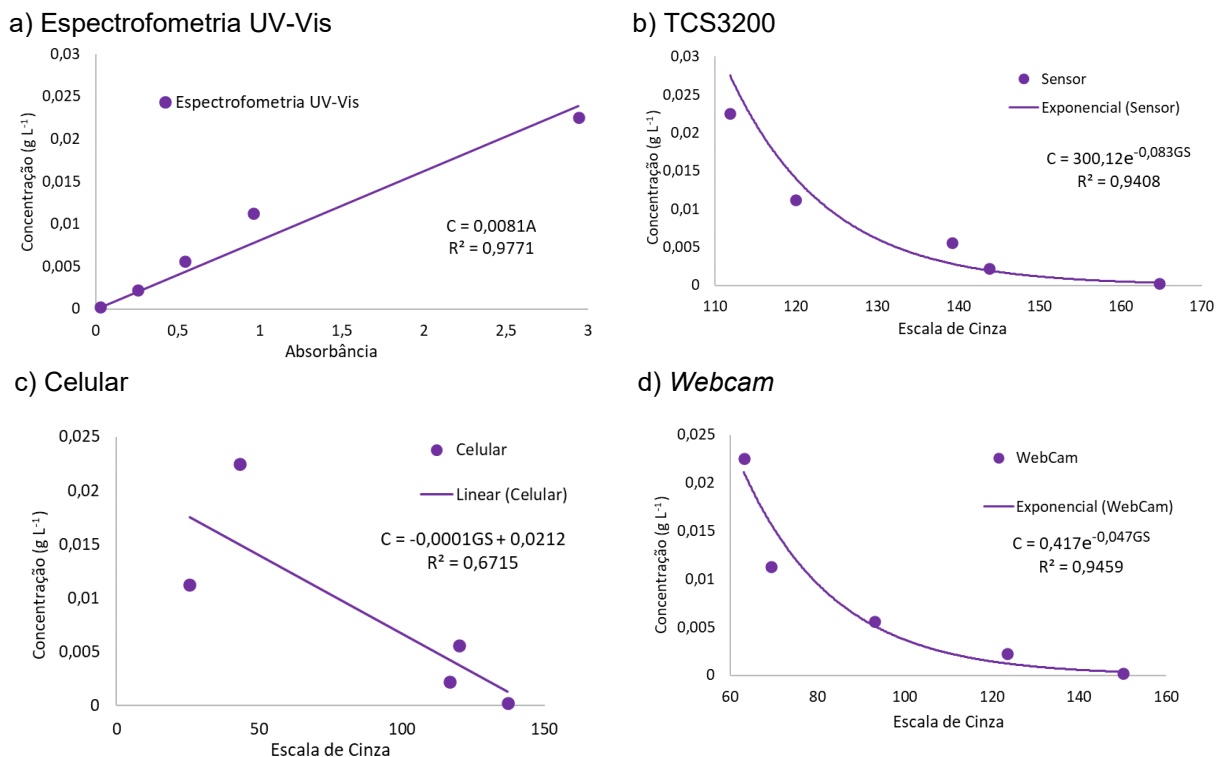 a) Espectrofometria UV-Vis
0,03
0,025
0,02
0,015
0,01
0,005
0
Concentração (g L⁻¹)
Espectrofometria UV-Vis
C = 0,0081A
R² = 0,9771
0 0,5 1 1,5 2 2,5 3
Absorbância
b) TCS3200
0,03
0,025
0,02
0,015
0,01
0,005
0
Concentração (g L⁻¹)
Sensor
Exponencial (Sensor)
C = 300,12e⁻⁰,⁰⁸³ᴳˢ
R² = 0,9408
110 120 130 140 150 160 170
Escala de Cinza
c) Celular
0,025
0,02
0,015
0,01
0,005
0
Concentração (g L⁻¹)
Celular
Linear (Celular)
C = -0,0001GS + 0,0212
R² = 0,6715
0 50 100 150
Escala de Cinza
d) Webcam
0,025
0,02
0,015
0,01
0,005
0
Concentração (g L⁻¹)
WebCam
Exponencial (WebCam)
C = 0,417e⁻⁰,⁰⁴⁷ᴳˢ
R² = 0,9459
60 80 100 120 140 160
Escala de Cinza